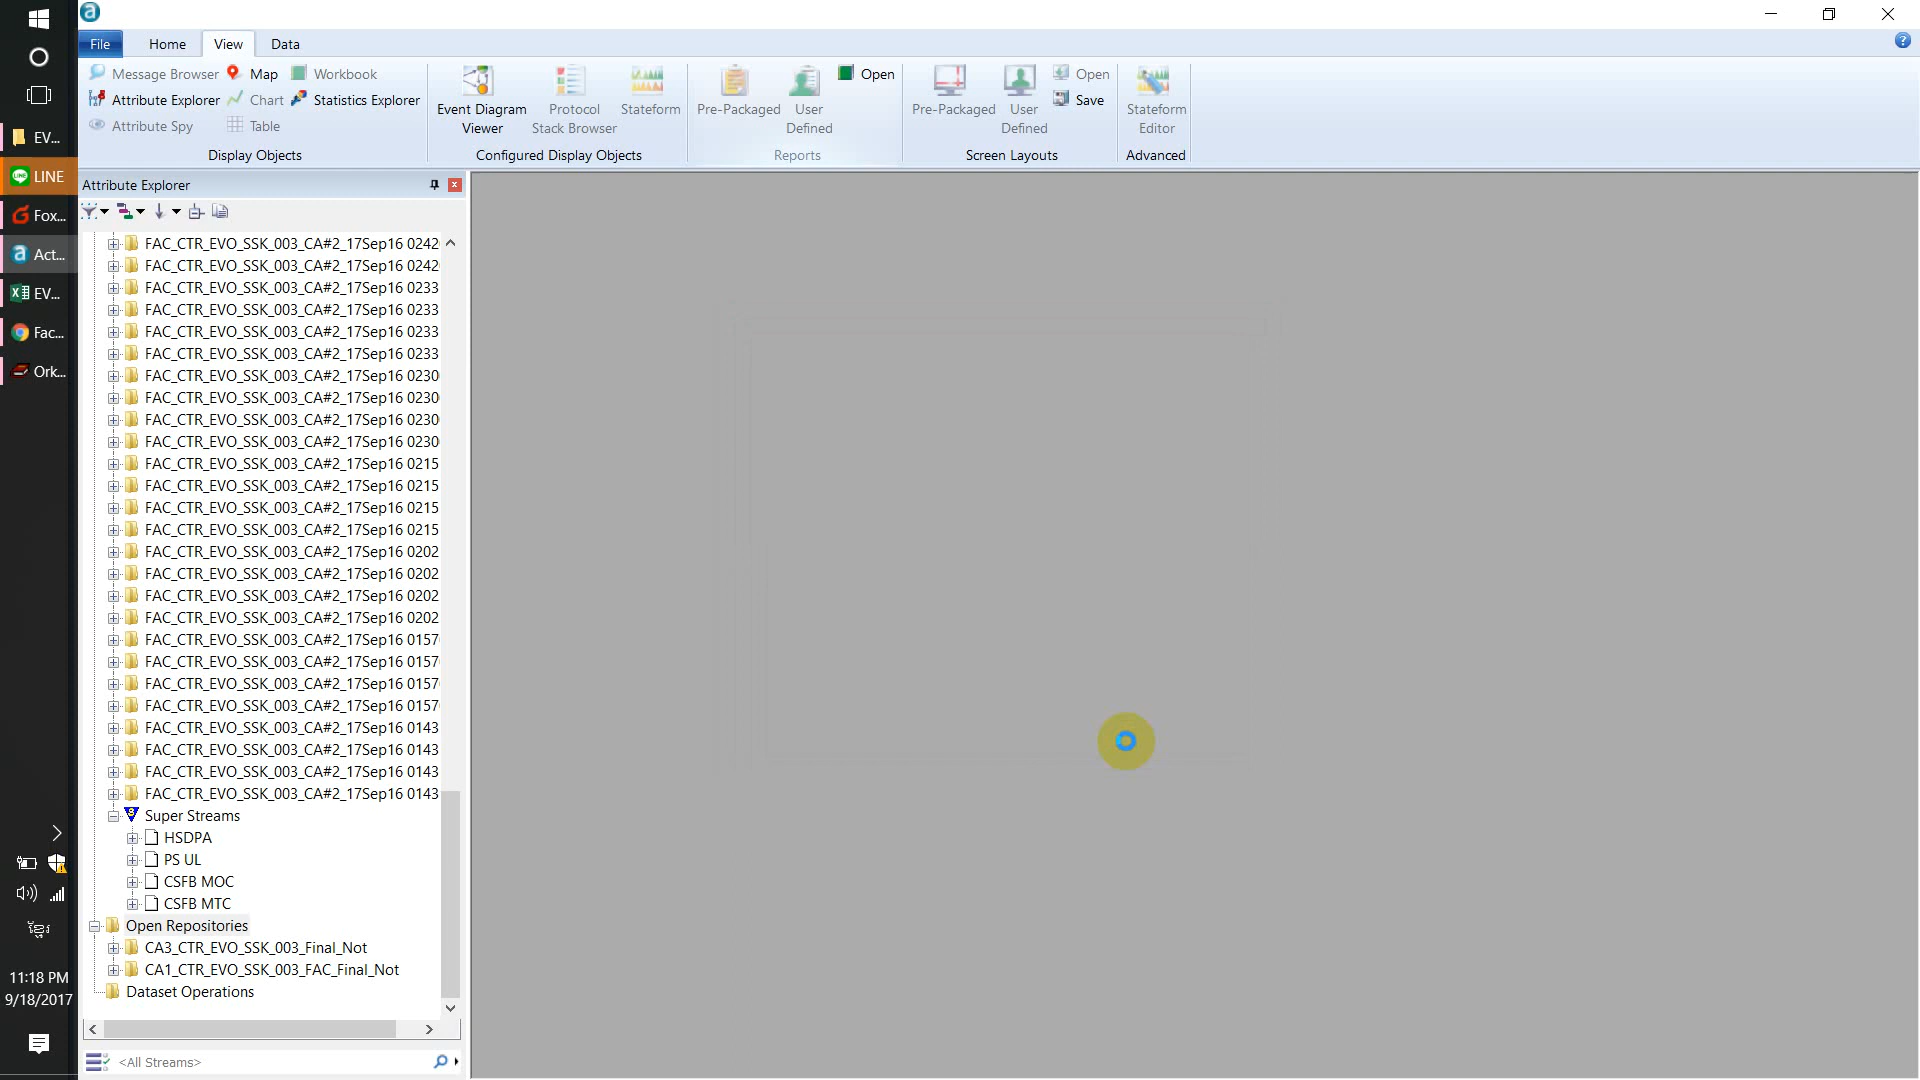 File Home View Data
Message Browser Map Workbook
Attribute Explorer Chart Statistics Explorer
Attribute Spy Table
Display Objects
Event Diagram Viewer
Protocol Stack Browser
Stateform
Configured Display Objects
Pre-Packaged
User Defined
Open
Reports
Pre-Packaged
User Defined
Open
Save
Screen Layouts
Stateform Editor
Advanced
EV...
LINE
Fox...
Act...
EV...
Fac...
Ork...
ខ្មែរ
11:18 PM
9/18/2017
Attribute Explorer
FAC_CTR_EVO_SSK_003_CA#2_17Sep16 0242
FAC_CTR_EVO_SSK_003_CA#2_17Sep16 0242
FAC_CTR_EVO_SSK_003_CA#2_17Sep16 0233
FAC_CTR_EVO_SSK_003_CA#2_17Sep16 0233
FAC_CTR_EVO_SSK_003_CA#2_17Sep16 0233
FAC_CTR_EVO_SSK_003_CA#2_17Sep16 0233
FAC_CTR_EVO_SSK_003_CA#2_17Sep16 0230
FAC_CTR_EVO_SSK_003_CA#2_17Sep16 0230
FAC_CTR_EVO_SSK_003_CA#2_17Sep16 0230
FAC_CTR_EVO_SSK_003_CA#2_17Sep16 0230
FAC_CTR_EVO_SSK_003_CA#2_17Sep16 0215
FAC_CTR_EVO_SSK_003_CA#2_17Sep16 0215
FAC_CTR_EVO_SSK_003_CA#2_17Sep16 0215
FAC_CTR_EVO_SSK_003_CA#2_17Sep16 0215
FAC_CTR_EVO_SSK_003_CA#2_17Sep16 0202
FAC_CTR_EVO_SSK_003_CA#2_17Sep16 0202
FAC_CTR_EVO_SSK_003_CA#2_17Sep16 0202
FAC_CTR_EVO_SSK_003_CA#2_17Sep16 0202
FAC_CTR_EVO_SSK_003_CA#2_17Sep16 0157
FAC_CTR_EVO_SSK_003_CA#2_17Sep16 0157
FAC_CTR_EVO_SSK_003_CA#2_17Sep16 0157
FAC_CTR_EVO_SSK_003_CA#2_17Sep16 0157
FAC_CTR_EVO_SSK_003_CA#2_17Sep16 0143
FAC_CTR_EVO_SSK_003_CA#2_17Sep16 0143
FAC_CTR_EVO_SSK_003_CA#2_17Sep16 0143
FAC_CTR_EVO_SSK_003_CA#2_17Sep16 0143
Super Streams
HSDPA
PS UL
CSFB MOC
CSFB MTC
Open Repositories
CA3_CTR_EVO_SSK_003_Final_Not
CA1_CTR_EVO_SSK_003_FAC_Final_Not
Dataset Operations
<All Streams>